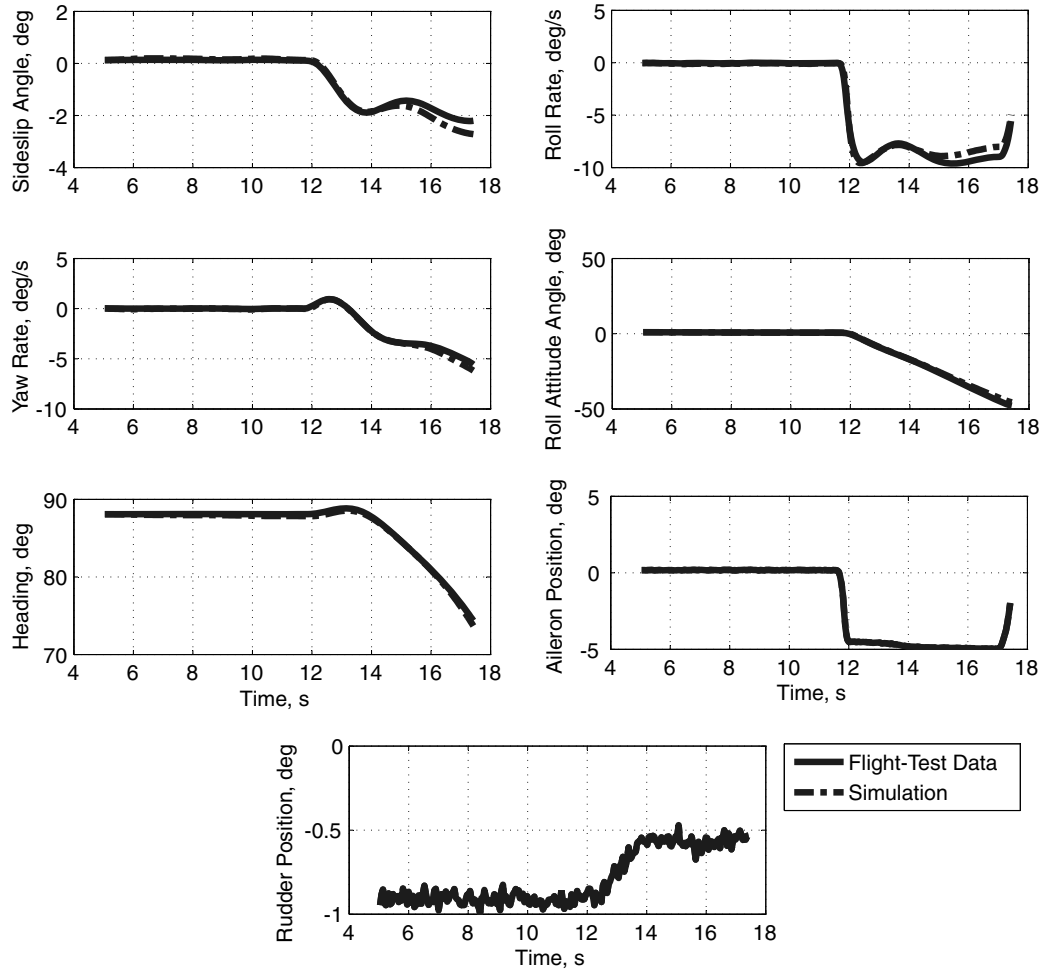 Sideslip Angle, deg
2
0
-2
-4
4 6 8 10 12 14 16 18
Roll Rate, deg/s
5
0
-5
-10
4 6 8 10 12 14 16 18
Yaw Rate, deg/s
5
0
-5
-10
4 6 8 10 12 14 16 18
Roll Attitude Angle, deg
50
0
-50
4 6 8 10 12 14 16 18
Heading, deg
90
80
70
4 6 8 10 12 14 16 18
Time, s
Aileron Position, deg
5
0
-5
4 6 8 10 12 14 16 18
Time, s
Rudder Position, deg
0
-0.5
-1
4 6 8 10 12 14 16 18
Time, s
Flight-Test Data
Simulation